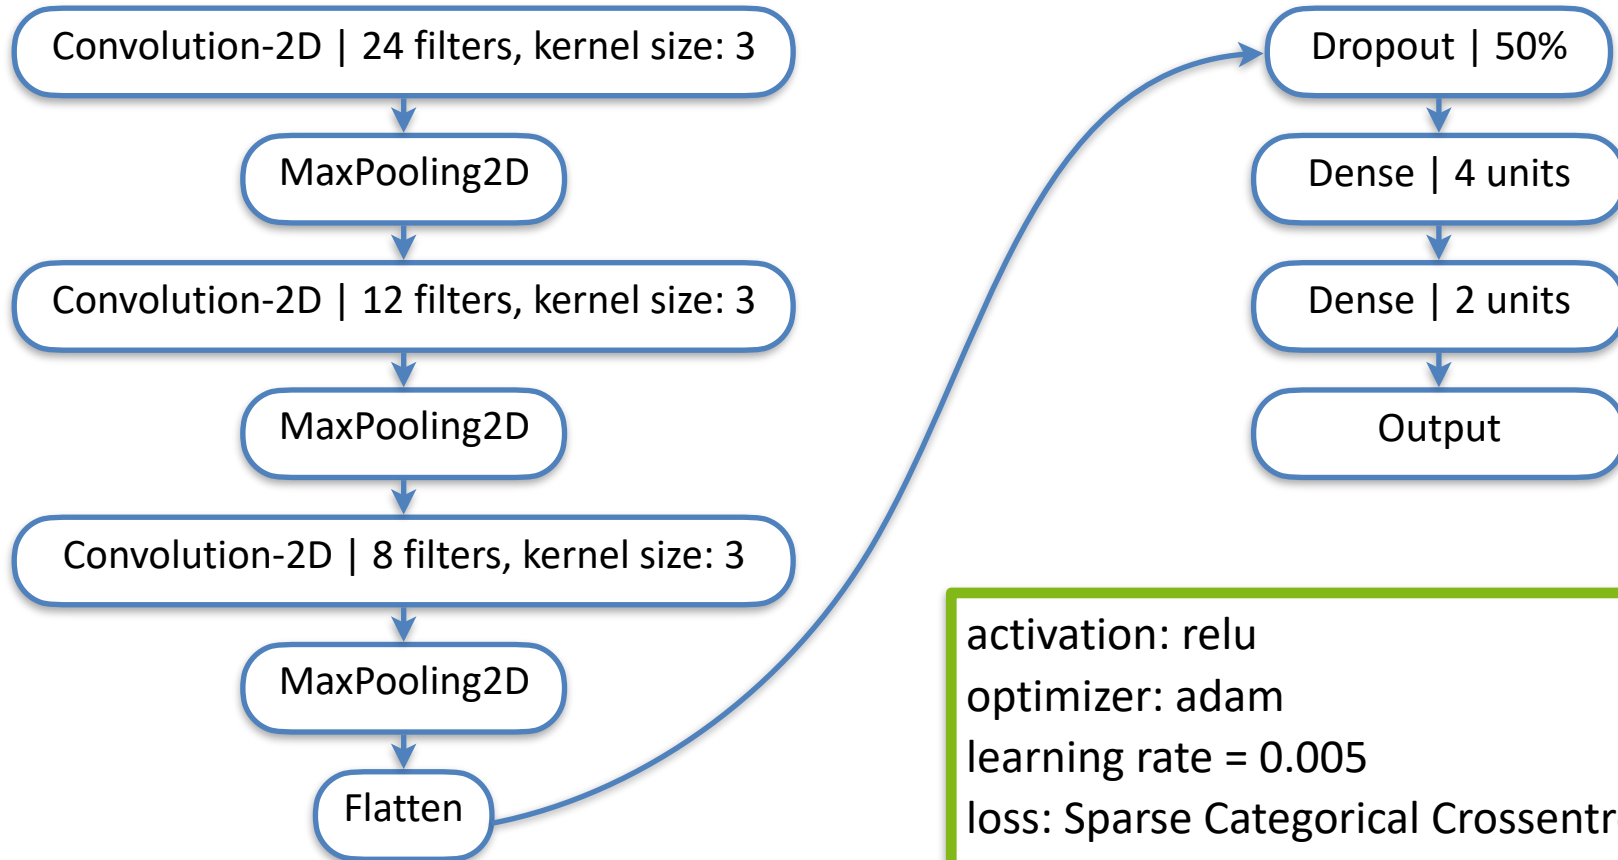 Convolution-2D | 24 filters, kernel size: 3
MaxPooling2D
Convolution-2D | 12 filters, kernel size: 3
MaxPooling2D
Convolution-2D | 8 filters, kernel size: 3
MaxPooling2D
Flatten
Dropout | 50%
Dense | 4 units
Dense | 2 units
Output
activation: relu
optimizer: adam
learning rate = 0.005
loss: Sparse Categorical